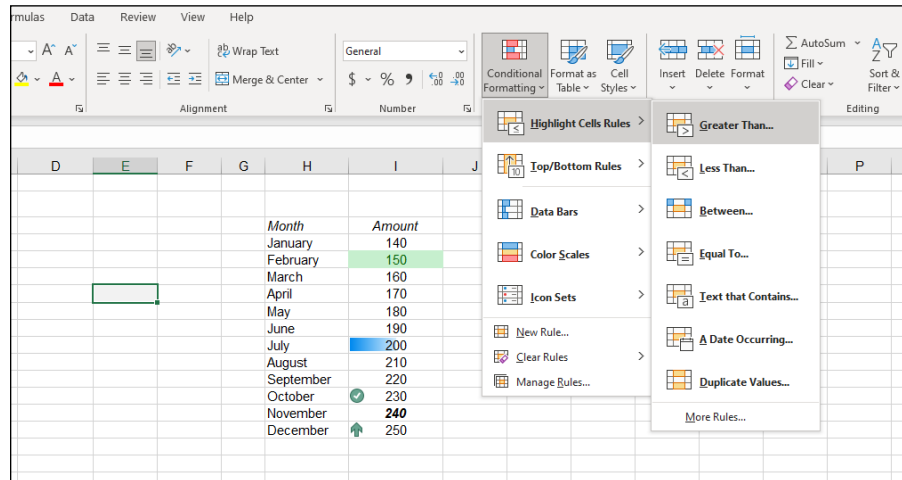 rmulas Data Review View Help
A A
ab Wrap Text
General
Merge & Center
$ % 9 .00 .00
Alignment
Number
Conditional Formatting
Format as Table
Cell Styles
Insert Delete Format
AutoSum
Fill
Clear
Sort & Filter
Editing
Highlight Cells Rules
Top/Bottom Rules
Data Bars
Color Scales
Icon Sets
New Rule...
Clear Rules
Manage Rules...
Greater Than...
Less Than...
Between...
Equal To...
Text that Contains...
A Date Occurring...
Duplicate Values...
More Rules...
D E F G H I J P
Month Amount
January 140
February 150
March 160
April 170
May 180
June 190
July 200
August 210
September 220
October 230
November 240
December 250